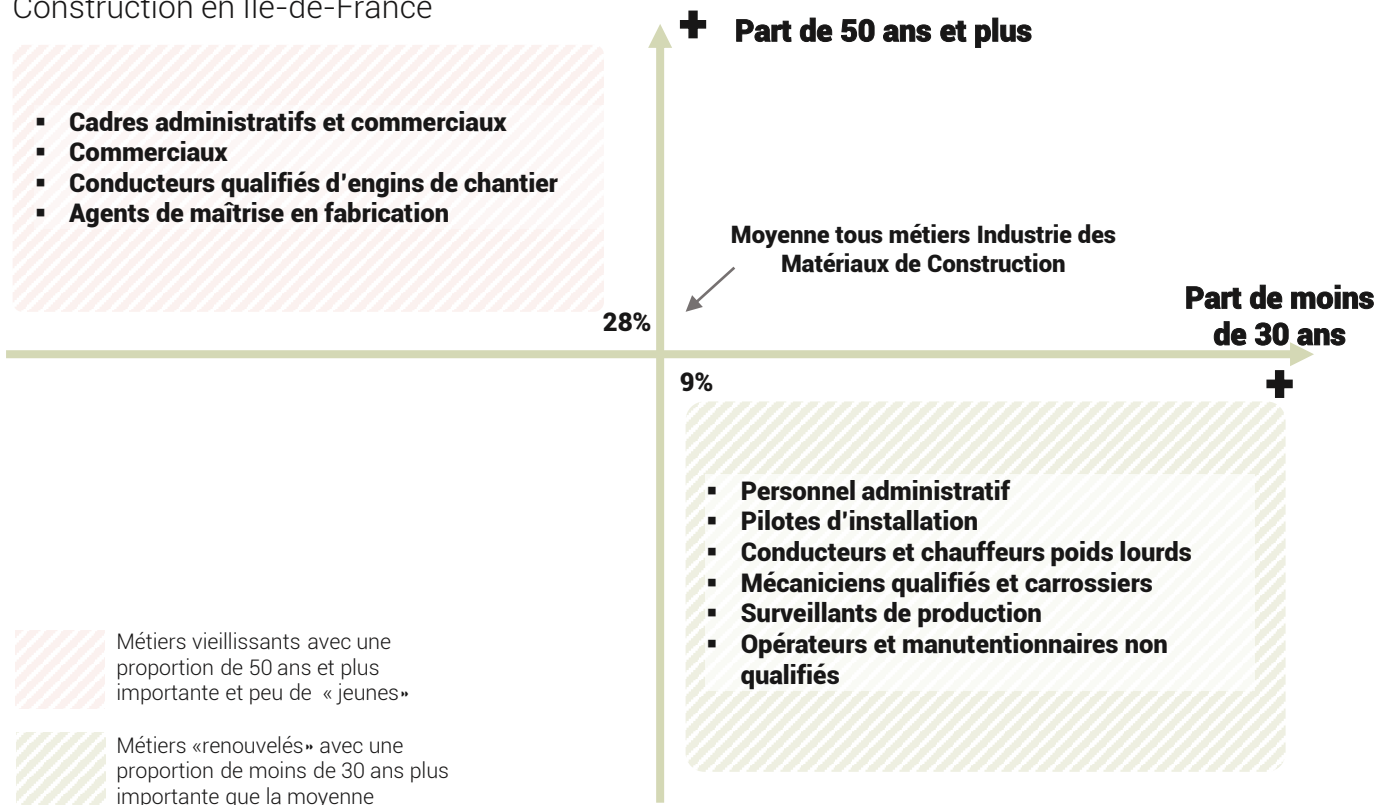 Construction en Île-de-France
+ Part de 50 ans et plus
▪ Cadres administratifs et commerciaux
▪ Commerciaux
▪ Conducteurs qualifiés d'engins de chantier
▪ Agents de maîtrise en fabrication
Moyenne tous métiers Industrie des
Matériaux de Construction
Part de moins
de 30 ans
28%
9%
+
▪ Personnel administratif
▪ Pilotes d'installation
▪ Conducteurs et chauffeurs poids lourds
▪ Mécaniciens qualifiés et carrossiers
▪ Surveillants de production
▪ Opérateurs et manutentionnaires non
qualifiés
Métiers vieillissants avec une
proportion de 50 ans et plus
importante et peu de « jeunes»
Métiers «renouvelés» avec une
proportion de moins de 30 ans plus
importante que la moyenne